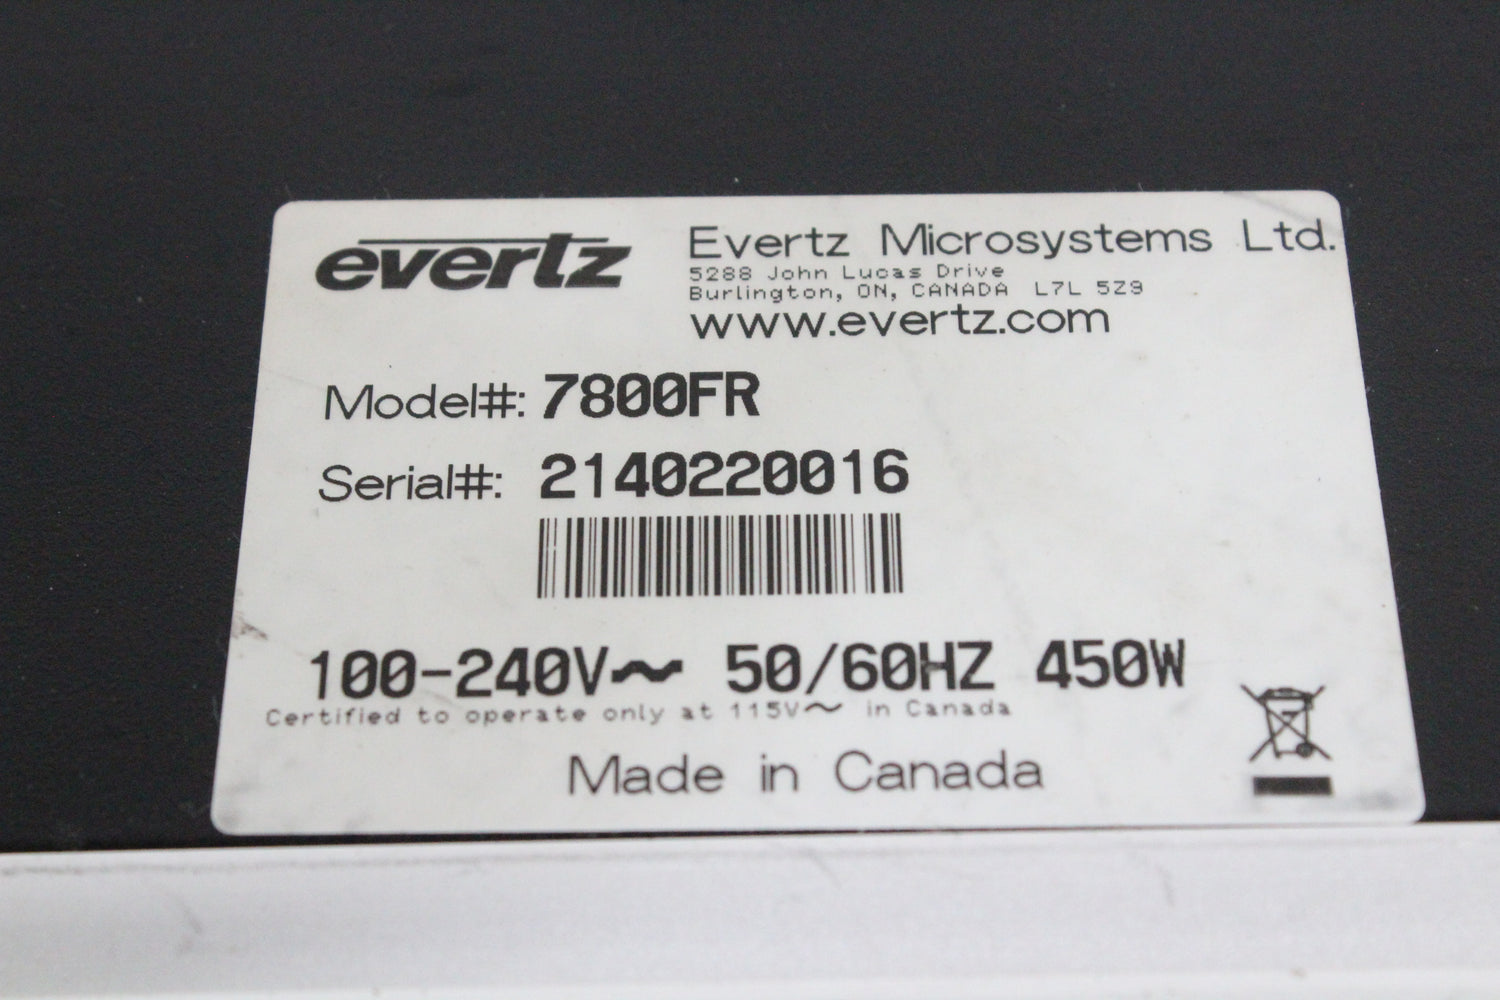 evertz
Evertz Microsystems Ltd.
5288 John Lucas Drive
Burlington, ON, CANADA L7L 5Z9
www.evertz.com
Model#: 7800FR
Serial#: 2140220016
100-240V~ 50/60HZ 450W
Certified to operate only at 115V~ in Canada
Made in Canada